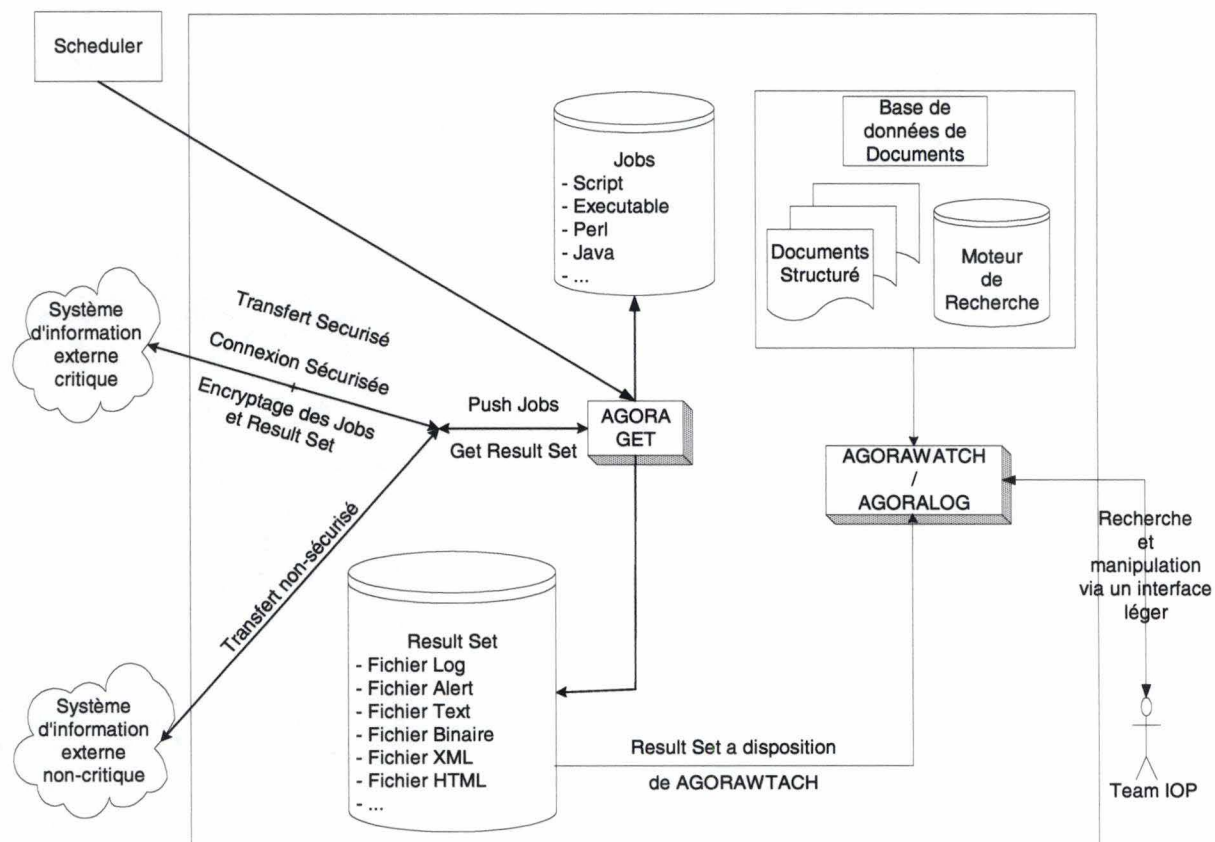 Scheduler
Base de
données de
Documents
Jobs
- Script
- Executable
- Perl
- Java
- ...
Documents
Structuré
Moteur
de
Recherche
Système
d'information
externe
critique
Transfert Securisé
Connexion Sécurisée
Encryptage des Jobs
et Result Set
Push Jobs
Get Result Set
AGORA
GET
AGORAWATCH
/
AGORALOG
Recherche
et
manipulation
via un interface
léger
Transfert non-sécurisé
Result Set
- Fichier Log
- Fichier Alert
- Fichier Text
- Fichier Binaire
- Fichier XML
- Fichier HTML
- ...
Système
d'information
externe
non-critique
Result Set a disposition
de AGORAWTACH
Team IOP